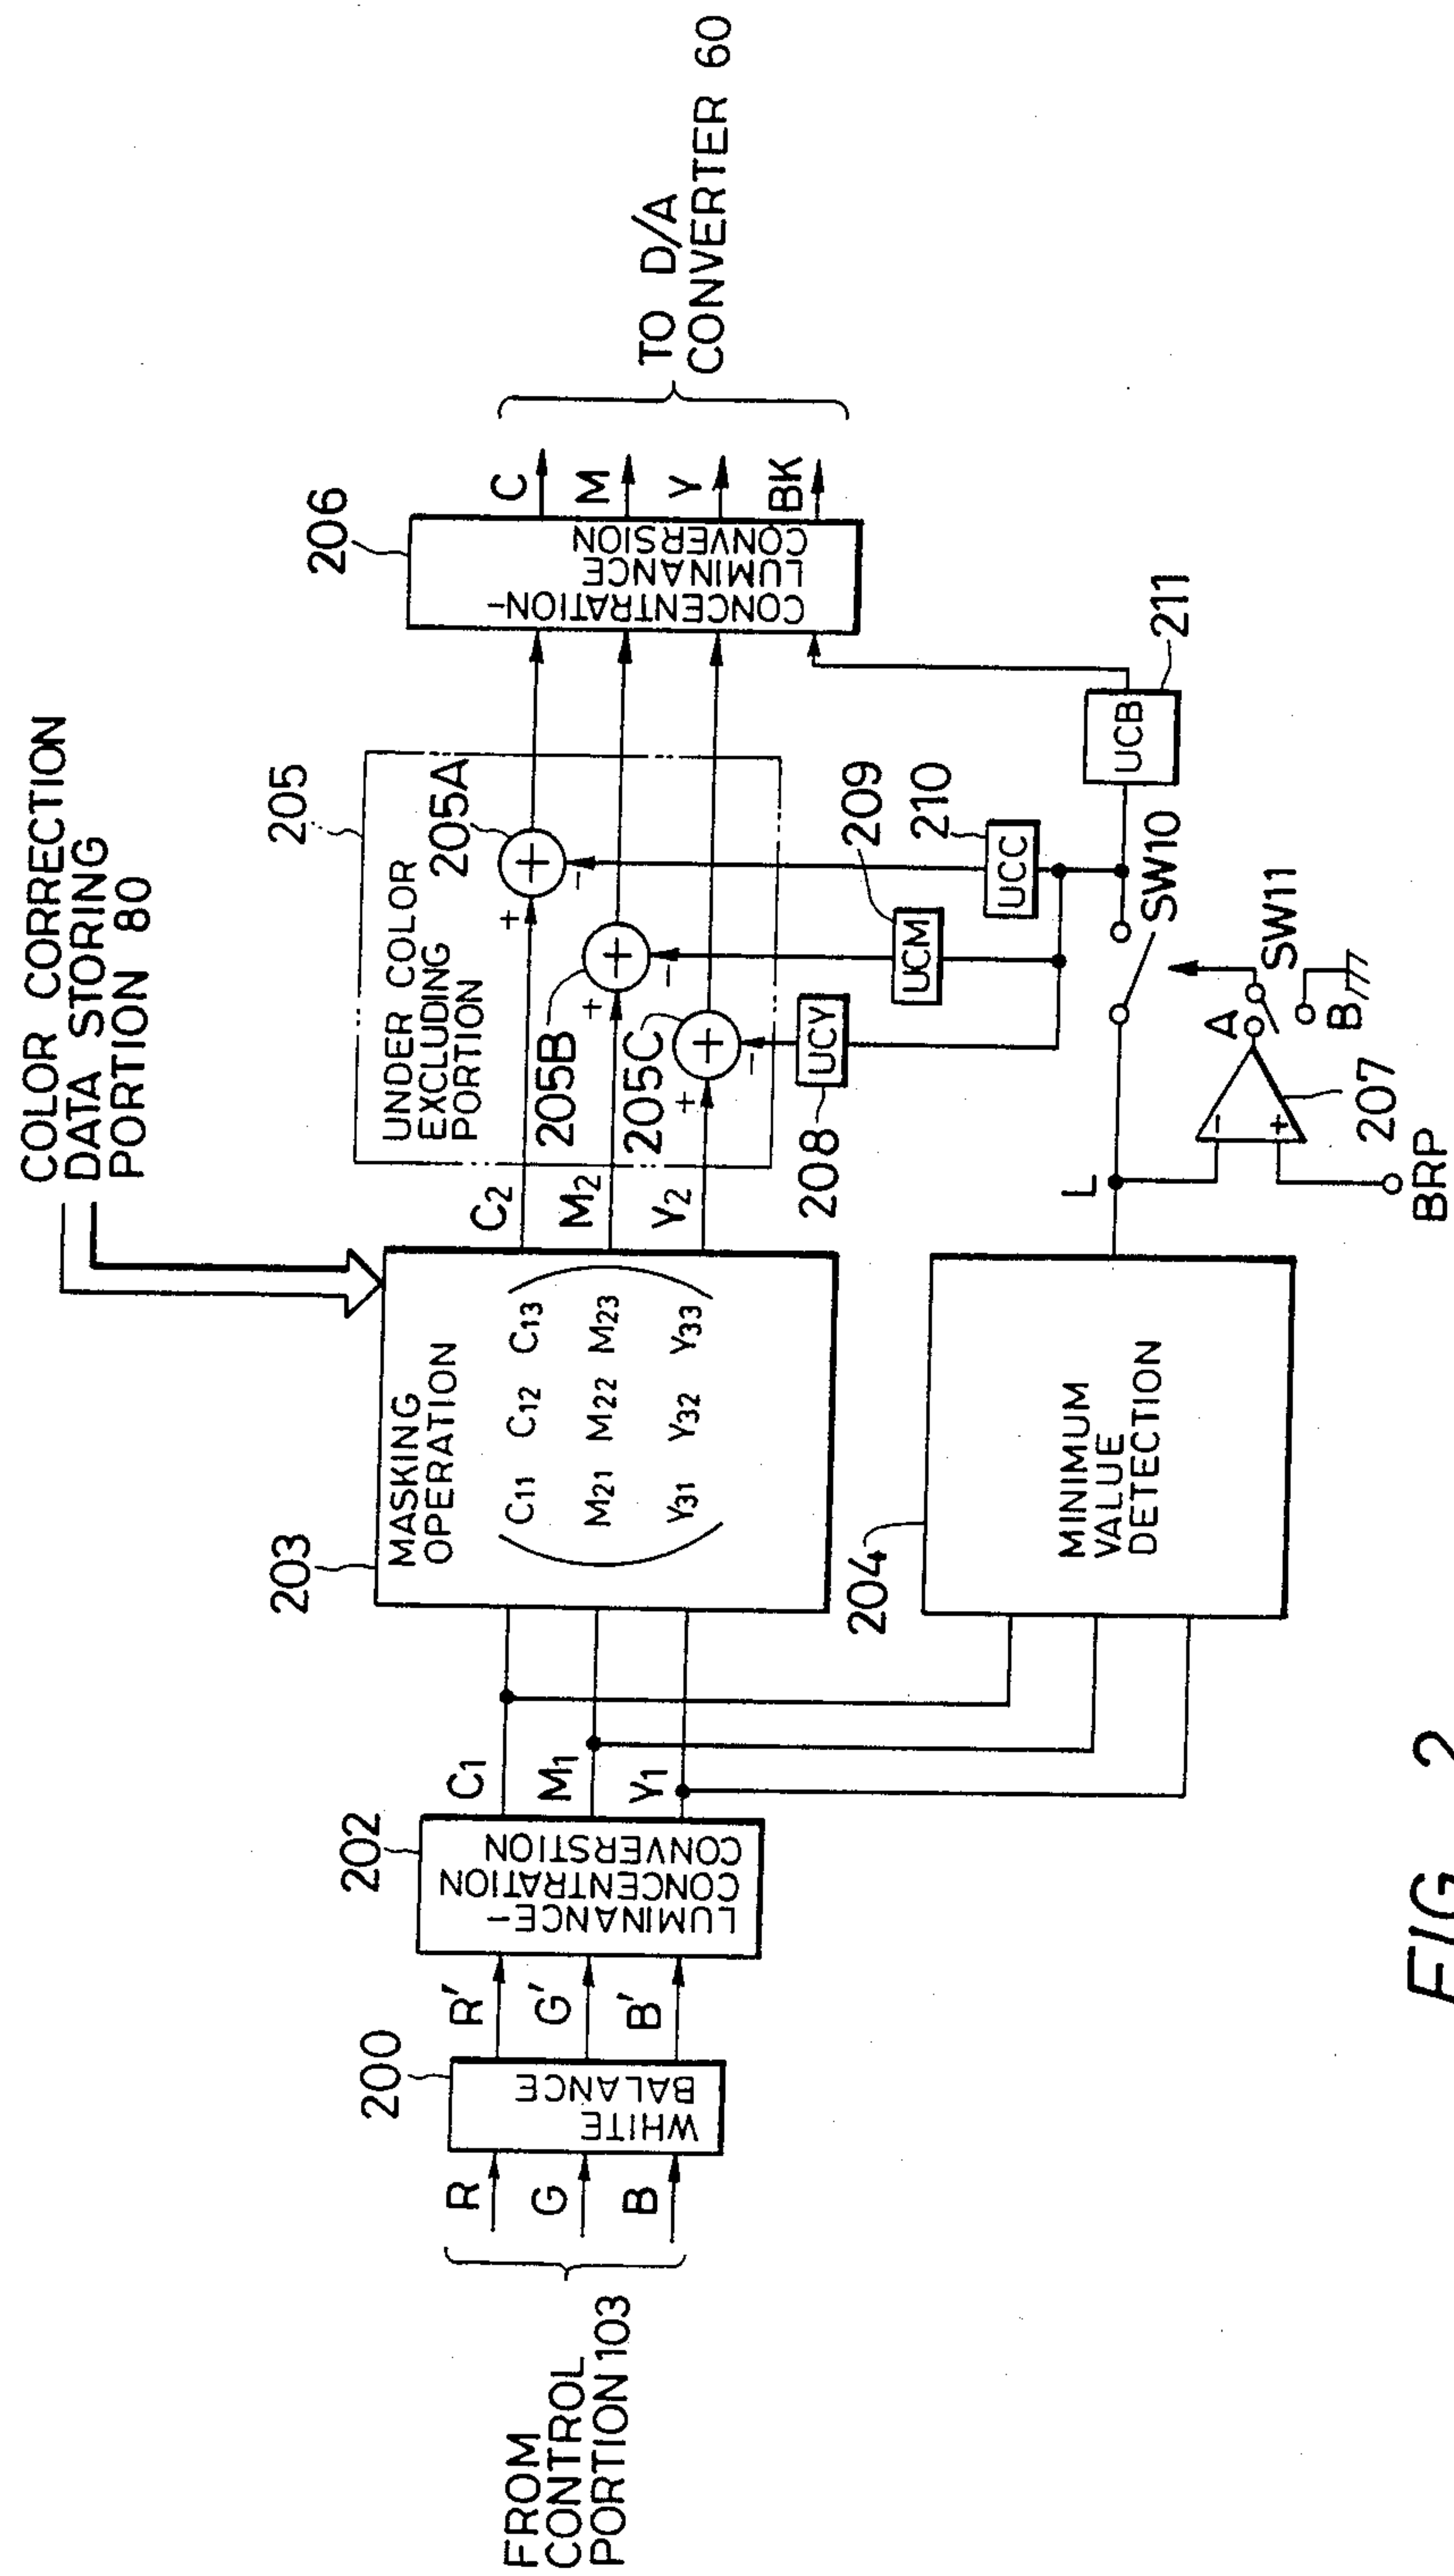 COLOR CORRECTION
DATA STORING
PORTION 80
FROM
CONTROL
PORTION 103
R
G
B
200
WHITE
BALANCE
R'
G'
B'
202
LUMINANCE-
CONCENTRATION
CONVERSTION
C1
M1
Y1
203
MASKING
OPERATION
C11 C12 C13
M21 M22 M23
Y31 Y32 Y33
204
MINIMUM
VALUE
DETECTION
C2
M2
Y2
205
UNDER COLOR
EXCLUDING
PORTION
205A
205B
205C
+
+
+
+
+
+
-
-
-
208
UCY
209
UCM
210
UCC
211
UCB
L
SW10
SW11
A
B
-
+
207
BRP
206
CONCENTRATION-
LUMINANCE
CONVERSION
C
M
Y
BK
TO D/A
CONVERTER 60
FIG. 2